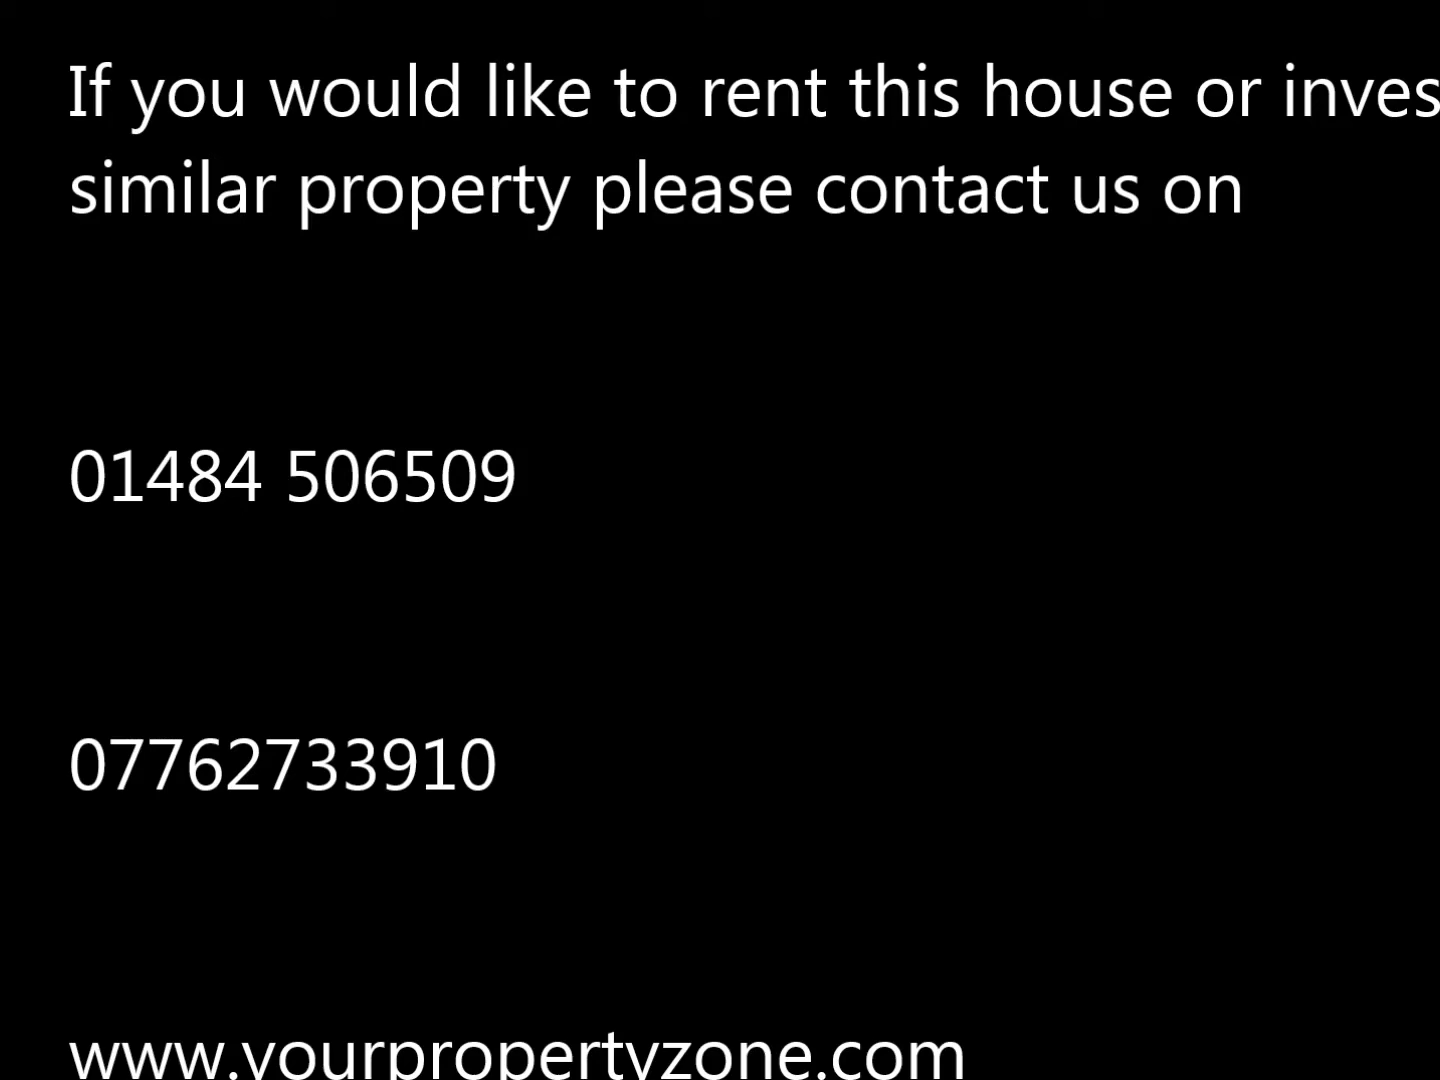 If you would like to rent this house or inves
similar property please contact us on
01484 506509
07762733910
www.yourpropertyzone.com